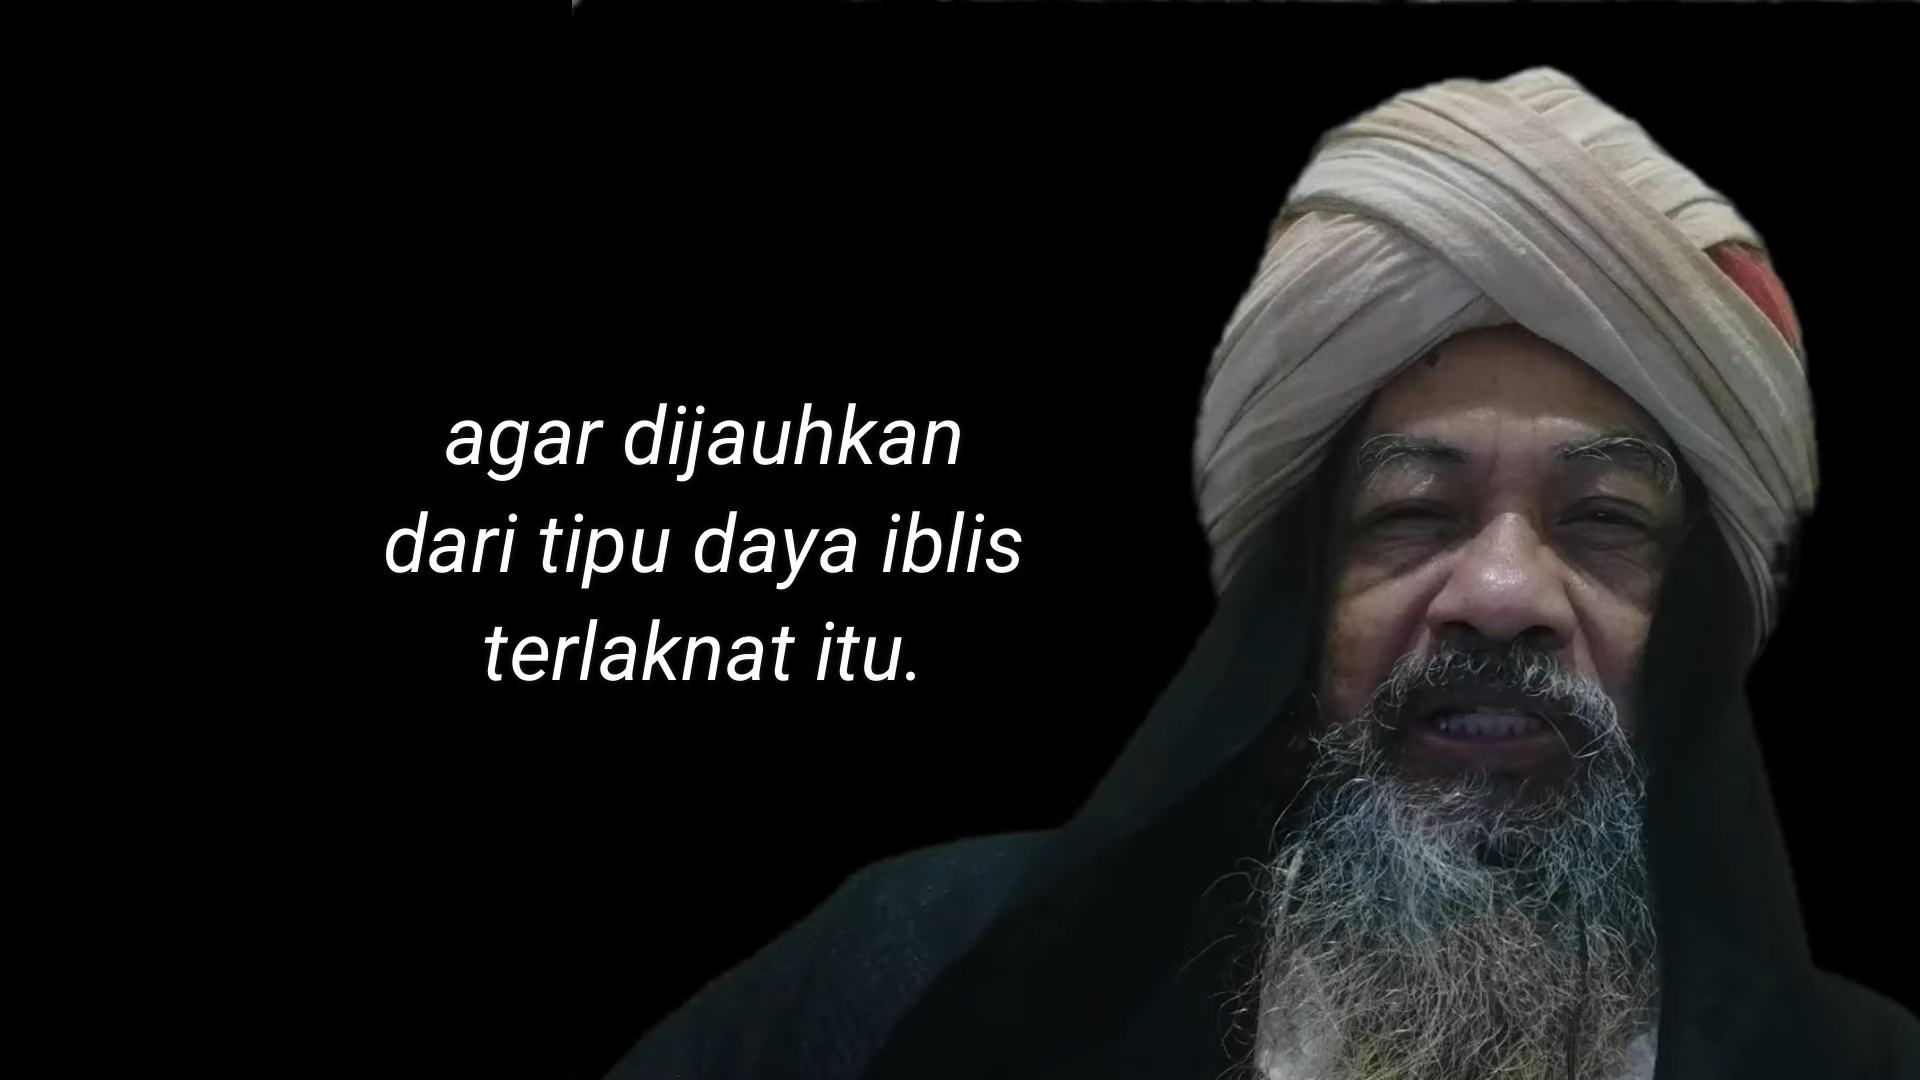 agar dijauhkan
dari tipu daya iblis
terlaknat itu.